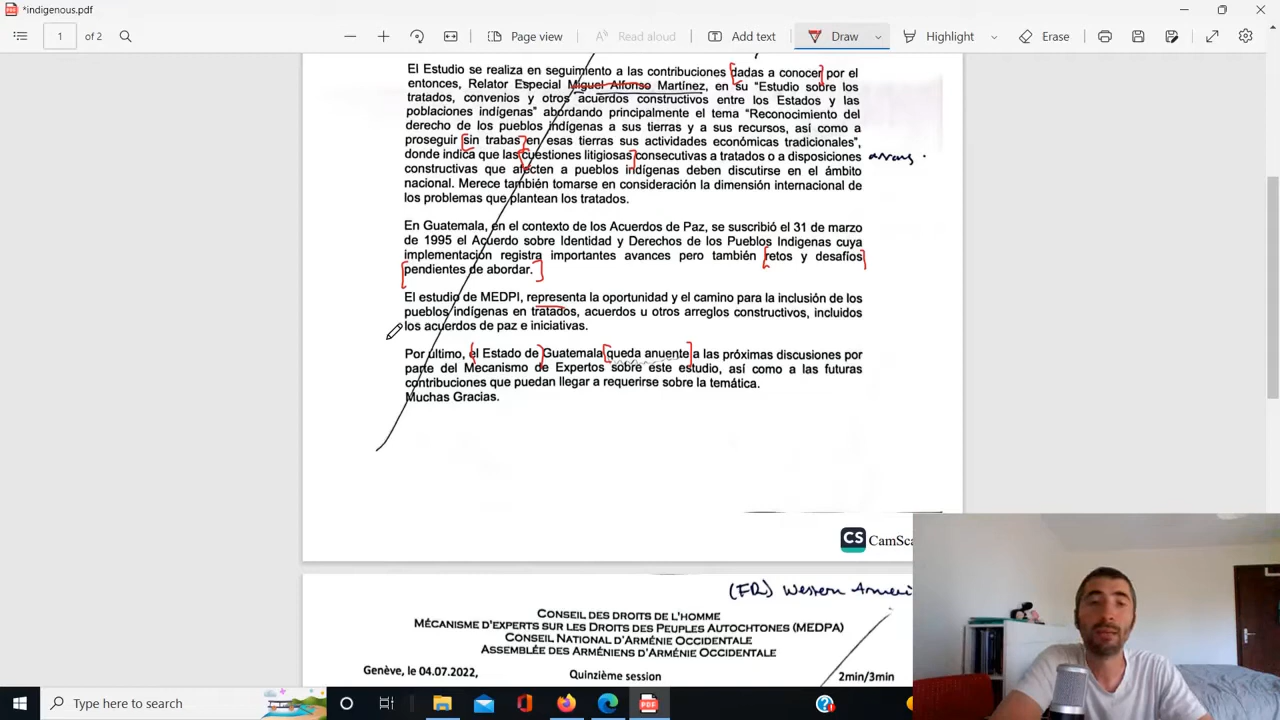 *indigenous.pdf
1 of 2 Page view Read aloud Add text Draw Highlight Erase
El Estudio se realiza en seguimiento a las contribuciones dadas a conocer por el
entonces, Relator Especial Miguel Alfonso Martínez, en su “Estudio sobre los
tratados, convenios y otros acuerdos constructivos entre los Estados y las
poblaciones indígenas” abordando principalmente el tema “Reconocimiento del
derecho de los pueblos indígenas a sus tierras y a sus recursos, así como a
proseguir sin trabas en esas tierras sus actividades económicas tradicionales”,
donde indica que las cuestiones litigiosas consecutivas a tratados o a disposiciones
constructivas que afecten a pueblos indígenas deben discutirse en el ámbito
nacional. Merece también tomarse en consideración la dimensión internacional de
los problemas que plantean los tratados.
En Guatemala, en el contexto de los Acuerdos de Paz, se suscribió el 31 de marzo
de 1995 el Acuerdo sobre Identidad y Derechos de los Pueblos Indígenas cuya
implementación registra importantes avances pero también retos y desafíos
pendientes de abordar.
El estudio de MEDPI, representa la oportunidad y el camino para la inclusión de los
pueblos indígenas en tratados, acuerdos u otros arreglos constructivos, incluidos
los acuerdos de paz e iniciativas.
Por último, el Estado de Guatemala queda anuente a las próximas discusiones por
parte del Mecanismo de Expertos sobre este estudio, así como a las futuras
contribuciones que puedan llegar a requerirse sobre la temática.
Muchas Gracias.
CS CamSca
(FR) Western Armeni
CONSEIL DES DROITS DE L'HOMME
MÉCANISME D'EXPERTS SUR LES DROITS DES PEUPLES AUTOCHTONES (MEDPA)
CONSEIL NATIONAL D'ARMÉNIE OCCIDENTALE
ASSEMBLÉE DES ARMÉNIENS D'ARMÉNIE OCCIDENTALE
Genève, le 04.07.2022, Quinzième session 2min/3min
Type here to search